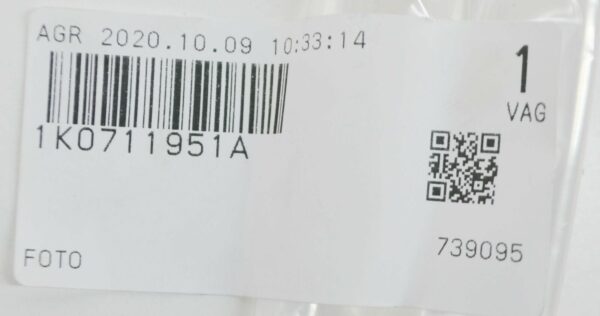 AGR 2020.10.09 10:33:14
1
VAG
1K0711951A
739095
FOTO